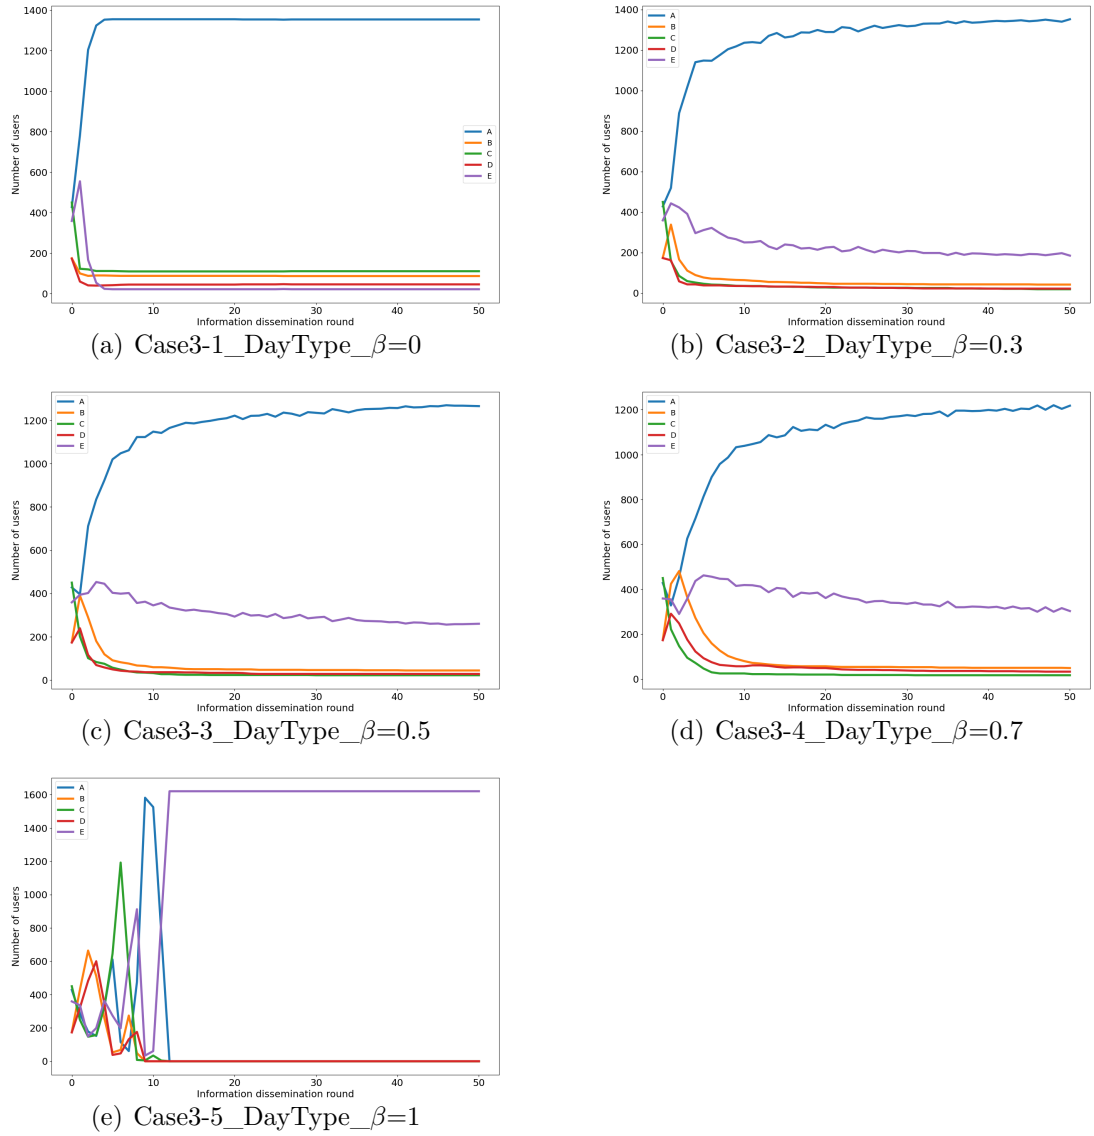 1400
1200
1000
800
600
400
200
0
Number of users
A
B
C
D
E
0 10 20 30 40 50
Information dissemination round
(a) Case3-1_DayType_β=0
1400
1200
1000
800
600
400
200
0
Number of users
A
B
C
D
E
0 10 20 30 40 50
Information dissemination round
(b) Case3-2_DayType_β=0.3
1200
1000
800
600
400
200
0
Number of users
A
B
C
D
E
0 10 20 30 40 50
Information dissemination round
(c) Case3-3_DayType_β=0.5
1200
1000
800
600
400
200
0
Number of users
A
B
C
D
E
0 10 20 30 40 50
Information dissemination round
(d) Case3-4_DayType_β=0.7
1600
1400
1200
1000
800
600
400
200
0
Number of users
A
B
C
D
E
0 10 20 30 40 50
Information dissemination round
(e) Case3-5_DayType_β=1